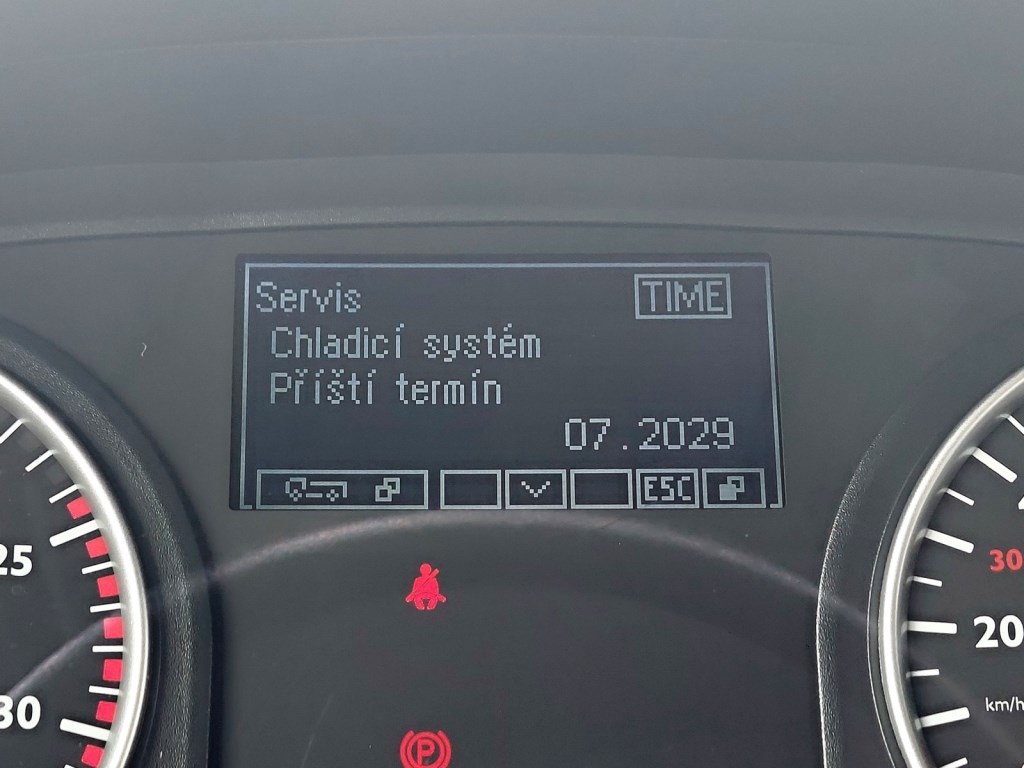 Servis TIME
Chladicí systém
Příští termín
07.2029
ESC
25
30
30
20
km/h
P